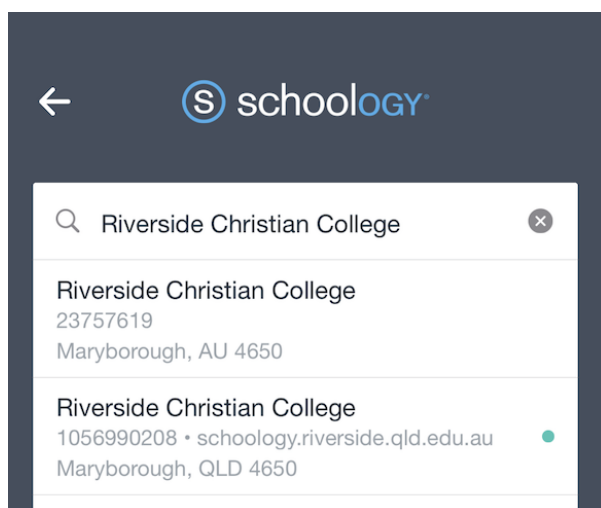 S schoology
Riverside Christian College
Riverside Christian College
23757619
Maryborough, AU 4650
Riverside Christian College
1056990208 • schoology.riverside.qld.edu.au
Maryborough, QLD 4650